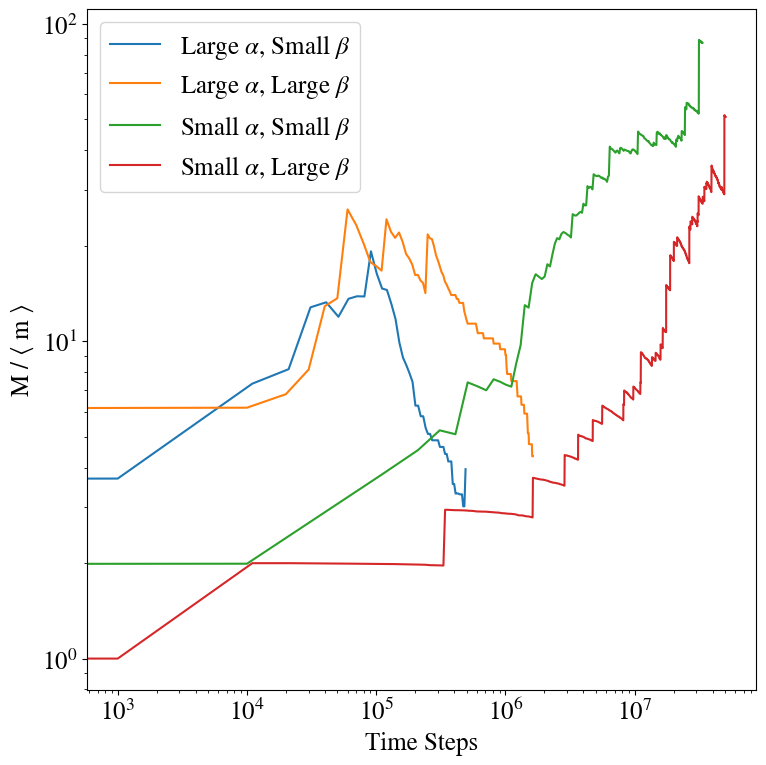 Large α, Small β
Large α, Large β
Small α, Small β
Small α, Large β
M / ⟨ m ⟩
10²
10¹
10⁰
10³
10⁴
10⁵
10⁶
10⁷
Time Steps